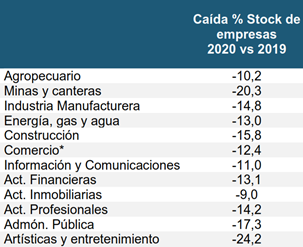 Caída % Stock de
empresas
2020 vs 2019
Agropecuario -10,2
Minas y canteras -20,3
Industria Manufacturera -14,8
Energía, gas y agua -13,0
Construcción -15,8
Comercio* -12,4
Información y Comunicaciones -11,0
Act. Financieras -13,1
Act. Inmobiliarias -9,0
Act. Profesionales -14,2
Admón. Pública -17,3
Artísticas y entretenimiento -24,2